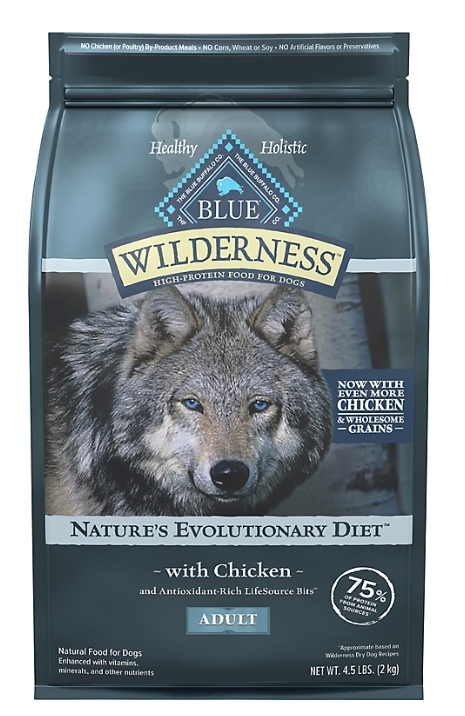 NO Chicken (or Poultry) By-Product Meals • NO Corn, Wheat or Soy • NO Artificial Flavors or Preservatives
Healthy Holistic
THE BLUE BUFFALO CO. THE BLUE BUFFALO CO.
BLUE™
WILDERNESS™
HIGH-PROTEIN FOOD FOR DOGS
NOW WITH
EVEN MORE
CHICKEN
& WHOLESOME
– GRAINS –
NATURE'S EVOLUTIONARY DIET™
~ with Chicken ~
and Antioxidant-Rich LifeSource Bits™
ADULT
75%
OF PROTEIN
FROM ANIMAL
SOURCES*
Natural Food for Dogs
Enhanced with vitamins,
minerals, and other nutrients
*Approximate based on
Wilderness Dry Dog Recipes
NET WT. 4.5 LBS. (2 kg)